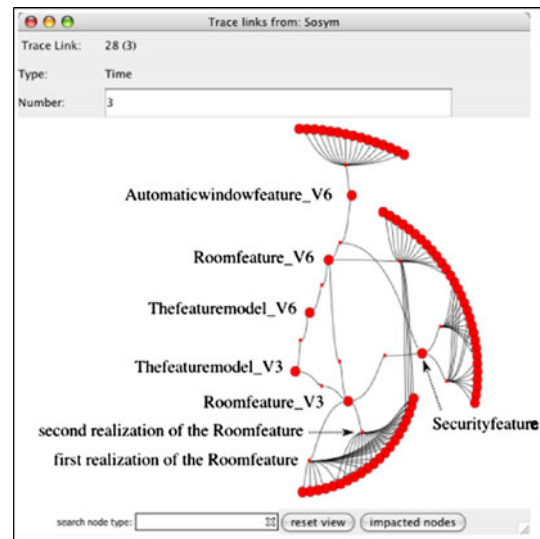 Trace links from: Sosym
Trace Link: 28 (3)
Type: Time
Number: 3
Automaticwindowfeature_V6
Roomfeature_V6
Thefeaturemodel_V6
Thefeaturemodel_V3
Roomfeature_V3
Securityfeature
second realization of the Roomfeature
first realization of the Roomfeature
search node type: reset view impacted nodes